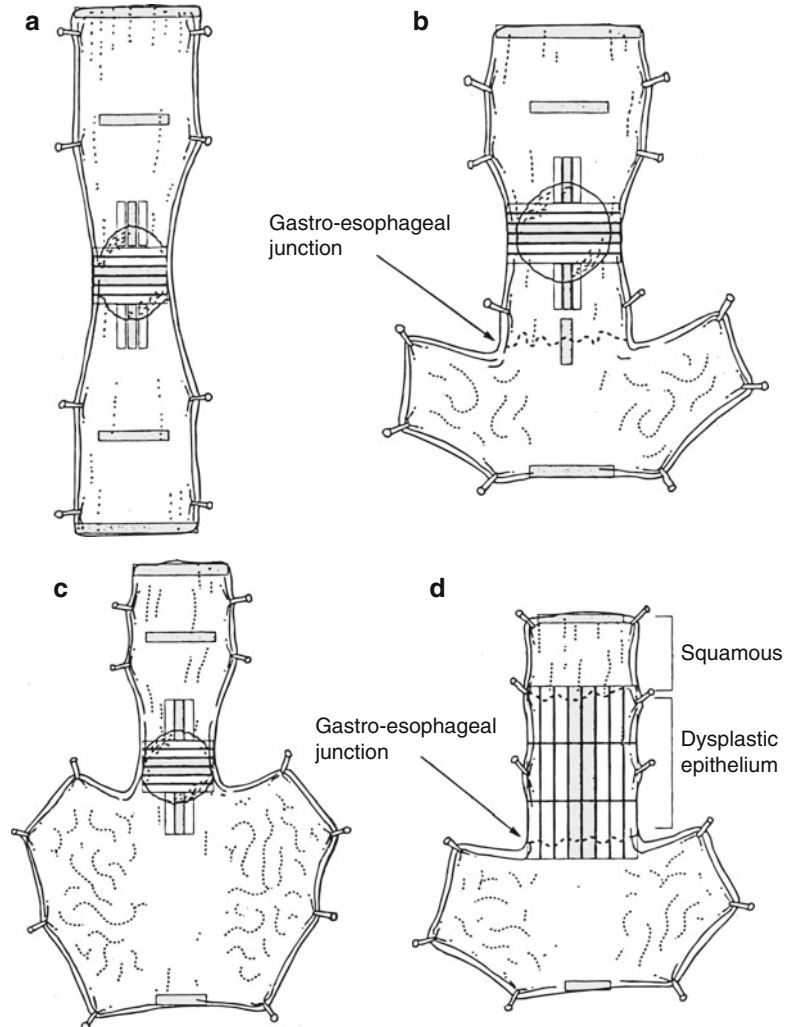 a
b
Gastro-esophageal
junction
c
d
Squamous
Gastro-esophageal
junction
Dysplastic
epithelium